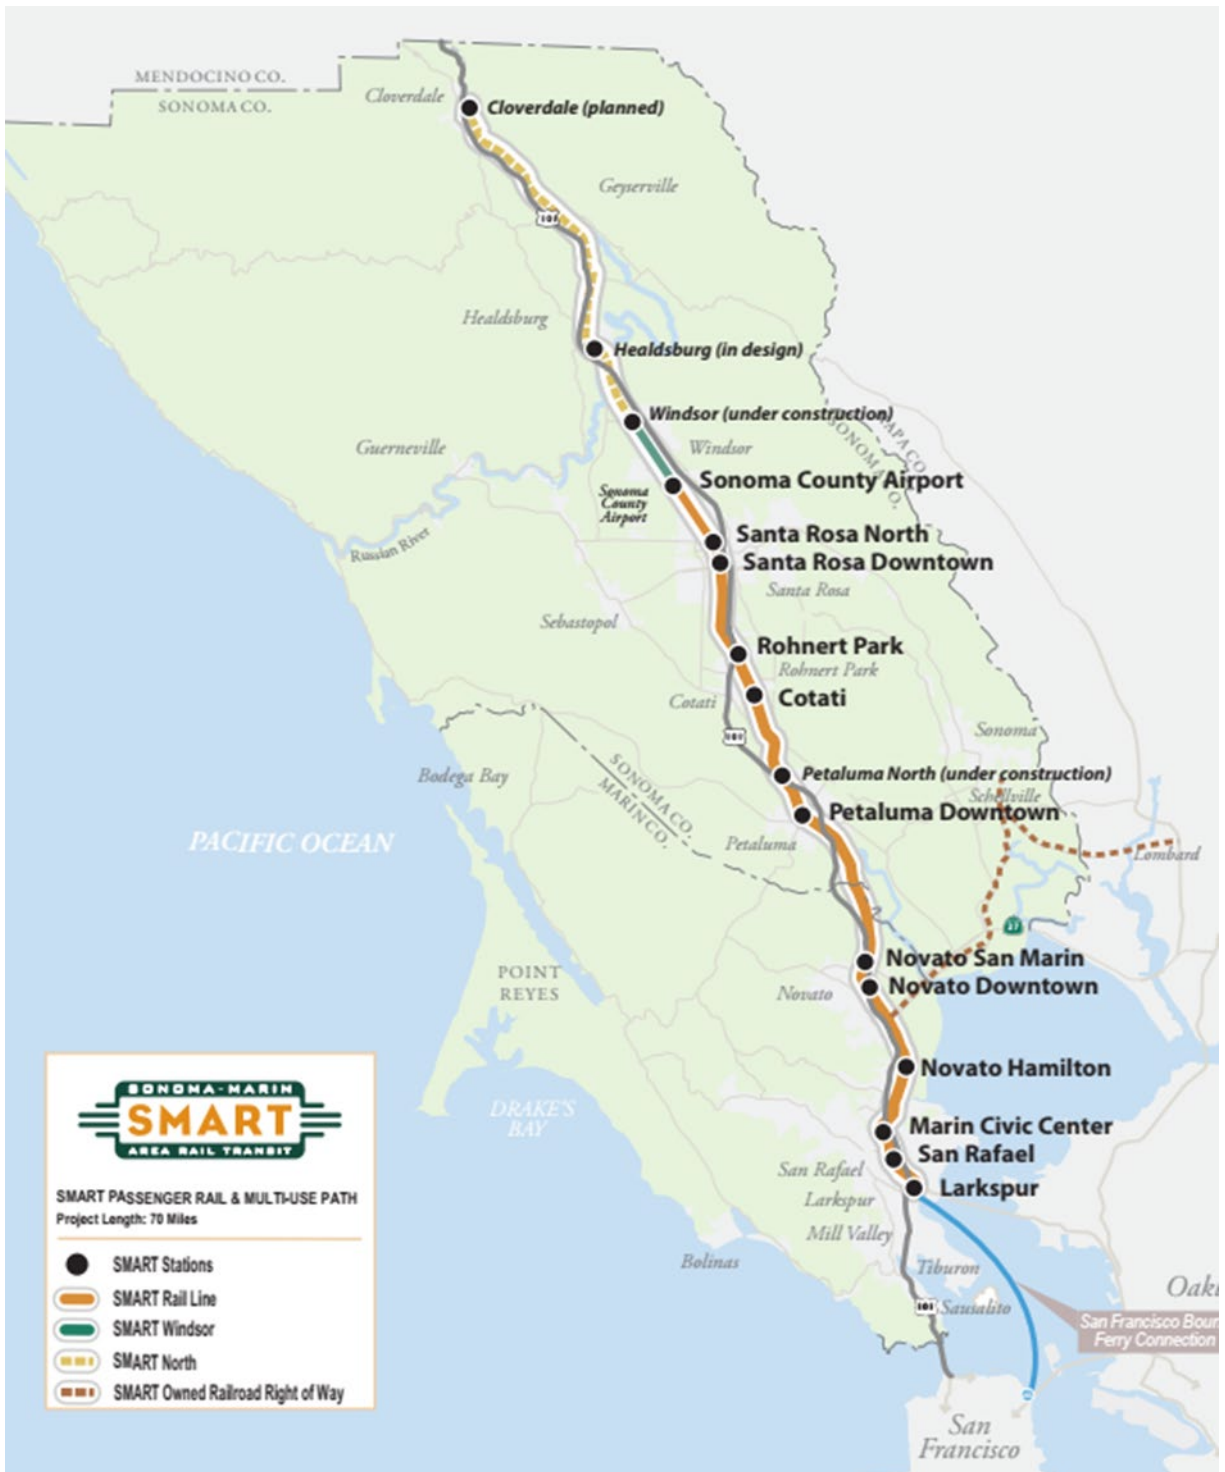 MENDOCINO CO.
SONOMA CO.
Cloverdale
Cloverdale (planned)
Geyserville
101
Healdsburg
Healdsburg (in design)
Windsor (under construction)
NAPA CO.
SONOMA CO.
Guerneville
Windsor
Sonoma County Airport
Sonoma
County
Airport
Russian River
Santa Rosa North
Santa Rosa Downtown
Santa Rosa
Sebastopol
Rohnert Park
Rohnert Park
Cotati
Cotati
101
Sonoma
SONOMA CO.
MARIN CO.
Bodega Bay
Petaluma North (under construction)
Schellville
Petaluma Downtown
PACIFIC OCEAN
Petaluma
Lombard
37
Novato San Marin
POINT
REYES
Novato
Novato Downtown
Novato Hamilton
DRAKE'S
BAY
Marin Civic Center
San Rafael
San Rafael
Larkspur
Larkspur
Mill Valley
Bolinas
Tiburon
Oakl
101
Sausalito
San Francisco Boun
Ferry Connection
San
Francisco
SONOMA-MARIN
SMART
AREA RAIL TRANSIT
SMART PASSENGER RAIL & MULTI-USE PATH
Project Length: 70 Miles
SMART Stations
SMART Rail Line
SMART Windsor
SMART North
SMART Owned Railroad Right of Way